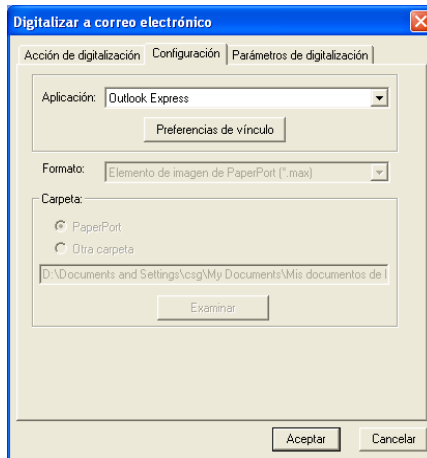 Digitalizar a correo electrónico
Acción de digitalización Configuración Parámetros de digitalización
Aplicación: Outlook Express
Preferencias de vínculo
Formato: Elemento de imagen de PaperPort (*.max)
Carpeta:
PaperPort
Otra carpeta
D:\Documents and Settings\csg\My Documents\Mis documentos de
Examinar
Aceptar Cancelar